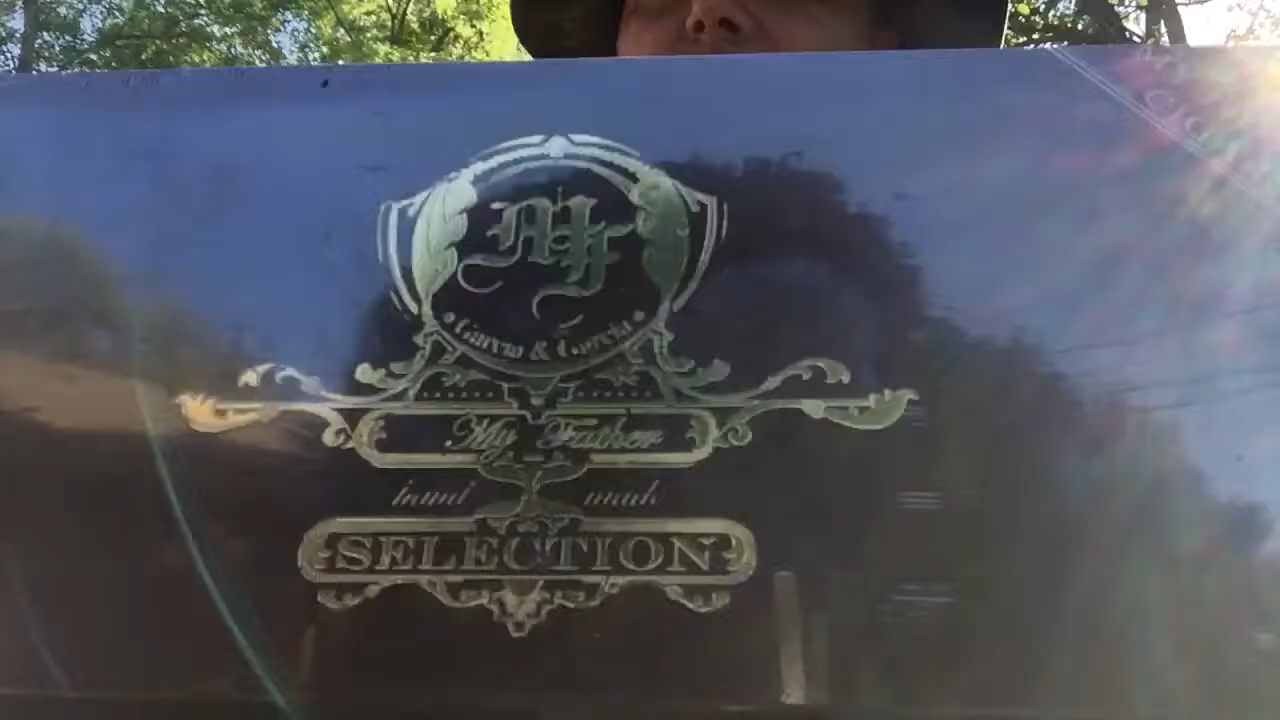 MF
• Garcia & Garcia •
My Father
hand made
SELECTION